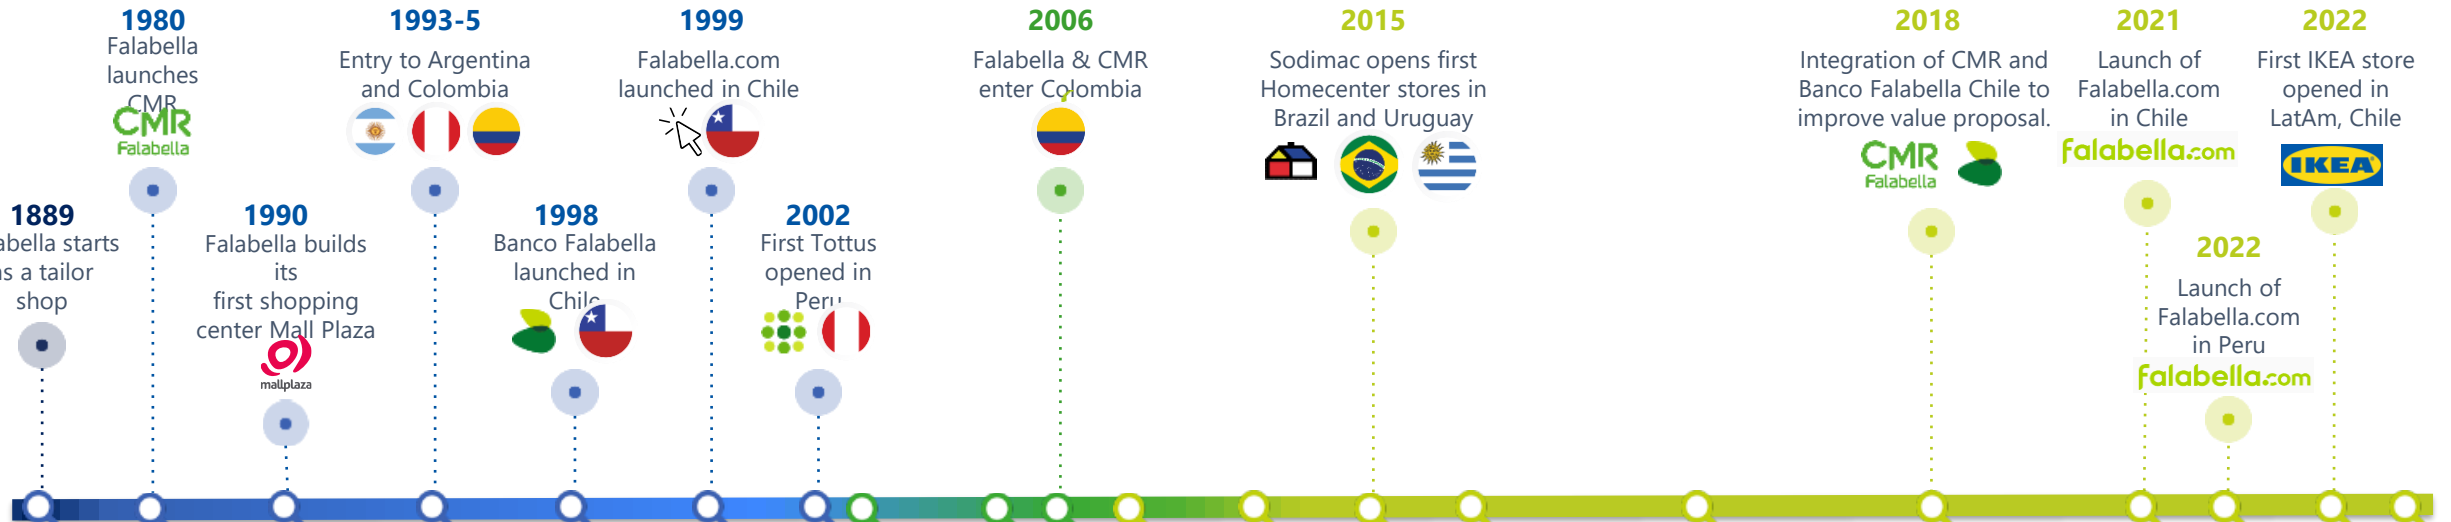 1980
Falabella
launches
CMR
CMR
Falabella
1993-5
Entry to Argentina
and Colombia
1999
Falabella.com
launched in Chile
2006
Falabella & CMR
enter Colombia
2015
Sodimac opens first
Homecenter stores in
Brazil and Uruguay
2018
Integration of CMR and
Banco Falabella Chile to
improve value proposal.
CMR
Falabella
2021
Launch of
Falabella.com
in Chile
falabella.com
2022
First IKEA store
opened in
LatAm, Chile
IKEA
1889
abella starts
s a tailor
shop
1990
Falabella builds
its
first shopping
center Mall Plaza
mallplaza
1998
Banco Falabella
launched in
Chile
2002
First Tottus
opened in
Peru
2022
Launch of
Falabella.com
in Peru
falabella.com